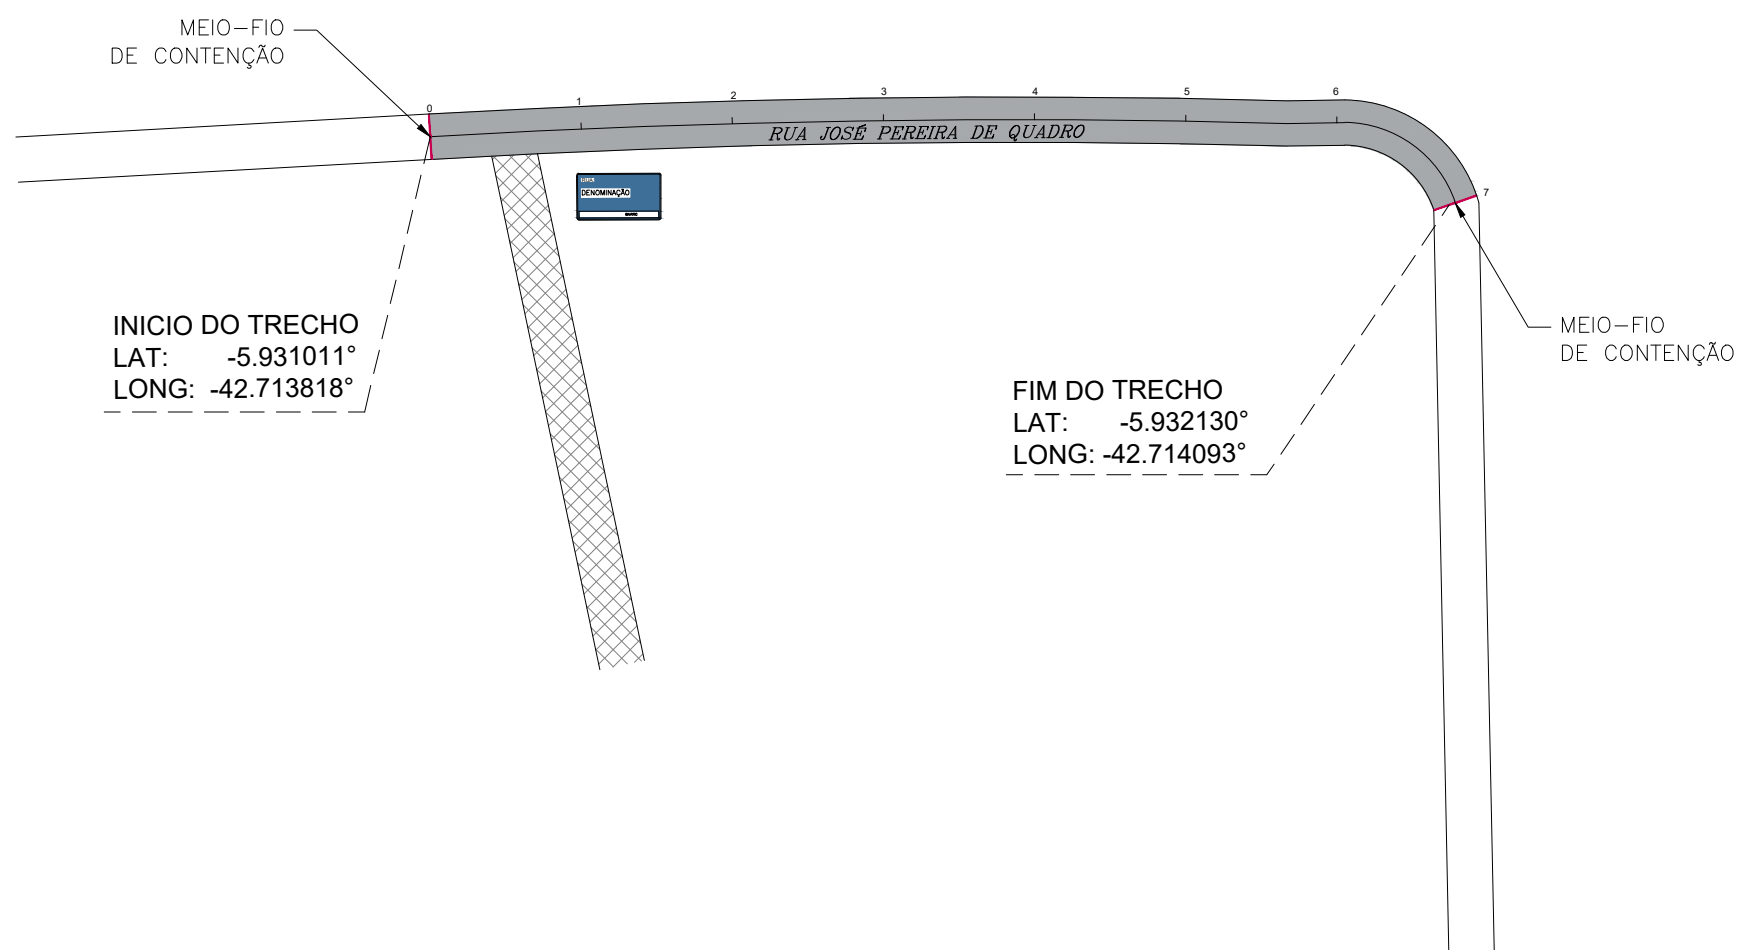 MEIO-FIO
DE CONTENÇÃO
0
1
2
3
4
5
6
7
RUA JOSÉ PEREIRA DE QUADRO
DENOMINAÇÃO
INICIO DO TRECHO
LAT: -5.931011°
LONG: -42.713818°
MEIO-FIO
DE CONTENÇÃO
FIM DO TRECHO
LAT: -5.932130°
LONG: -42.714093°